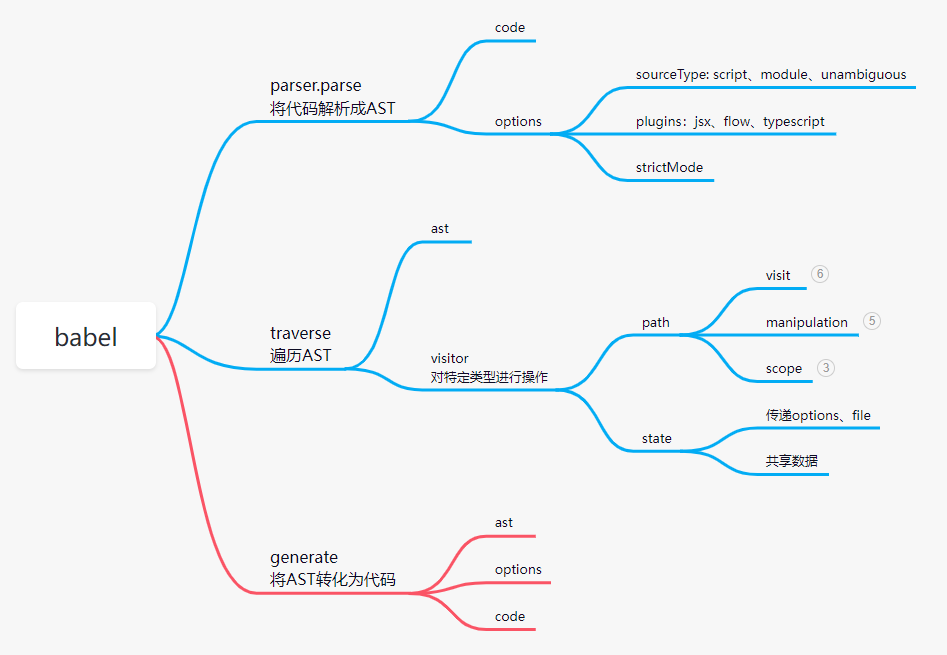 babel
parser.parse
将代码解析成AST
code
options
sourceType: script、module、unambiguous
plugins：jsx、flow、typescript
strictMode
traverse
遍历AST
ast
visitor
对特定类型进行操作
path
visit 6
manipulation 5
scope 3
state
传递options、file
共享数据
generate
将AST转化为代码
ast
options
code